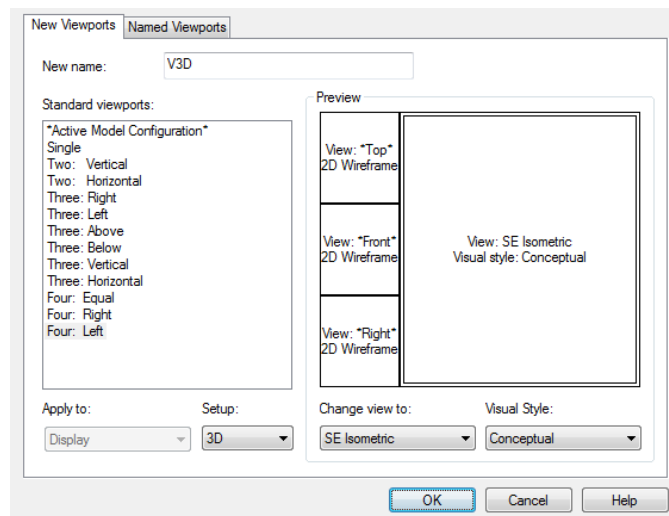 New Viewports
Named Viewports
New name:
V3D
Standard viewports:
*Active Model Configuration*
Single
Two: Vertical
Two: Horizontal
Three: Right
Three: Left
Three: Above
Three: Below
Three: Vertical
Three: Horizontal
Four: Equal
Four: Right
Four: Left
Preview
View: *Top*
2D Wireframe
View: *Front*
2D Wireframe
View: *Right*
2D Wireframe
View: SE Isometric
Visual style: Conceptual
Apply to:
Display
Setup:
3D
Change view to:
SE Isometric
Visual Style:
Conceptual
OK
Cancel
Help